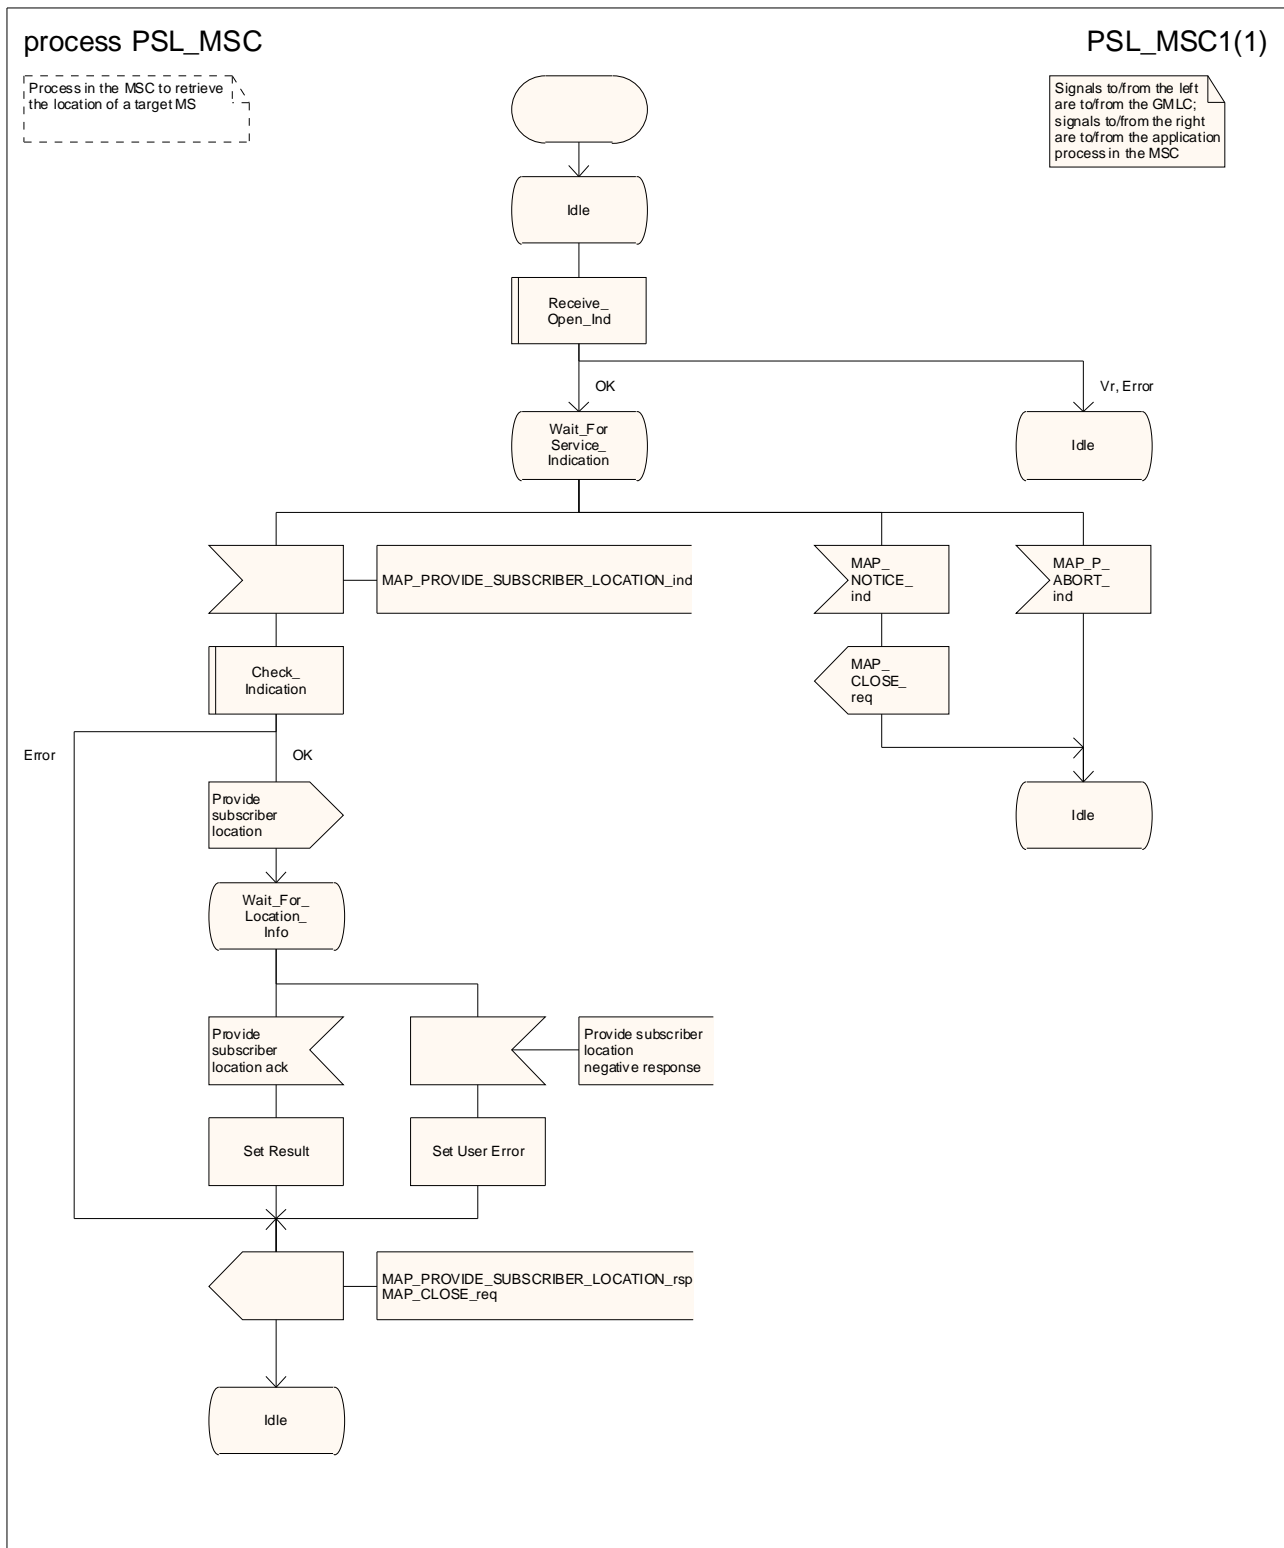 process PSL_MSC
PSL_MSC1(1)
Process in the MSC to retrieve
the location of a target MS
Signals to/from the left
are to/from the GMLC;
signals to/from the right
are to/from the application
process in the MSC
Idle
Receive_
Open_Ind
OK
Vr, Error
Wait_For
Service_
Indication
Idle
MAP_PROVIDE_SUBSCRIBER_LOCATION_ind
MAP_
NOTICE_
ind
MAP_P_
ABORT_
ind
Check_
Indication
MAP_
CLOSE_
req
Error
OK
Provide
subscriber
location
Idle
Wait_For_
Location_
Info
Provide
subscriber
location ack
Provide subscriber
location
negative response
Set Result
Set User Error
MAP_PROVIDE_SUBSCRIBER_LOCATION_rsp
MAP_CLOSE_req
Idle